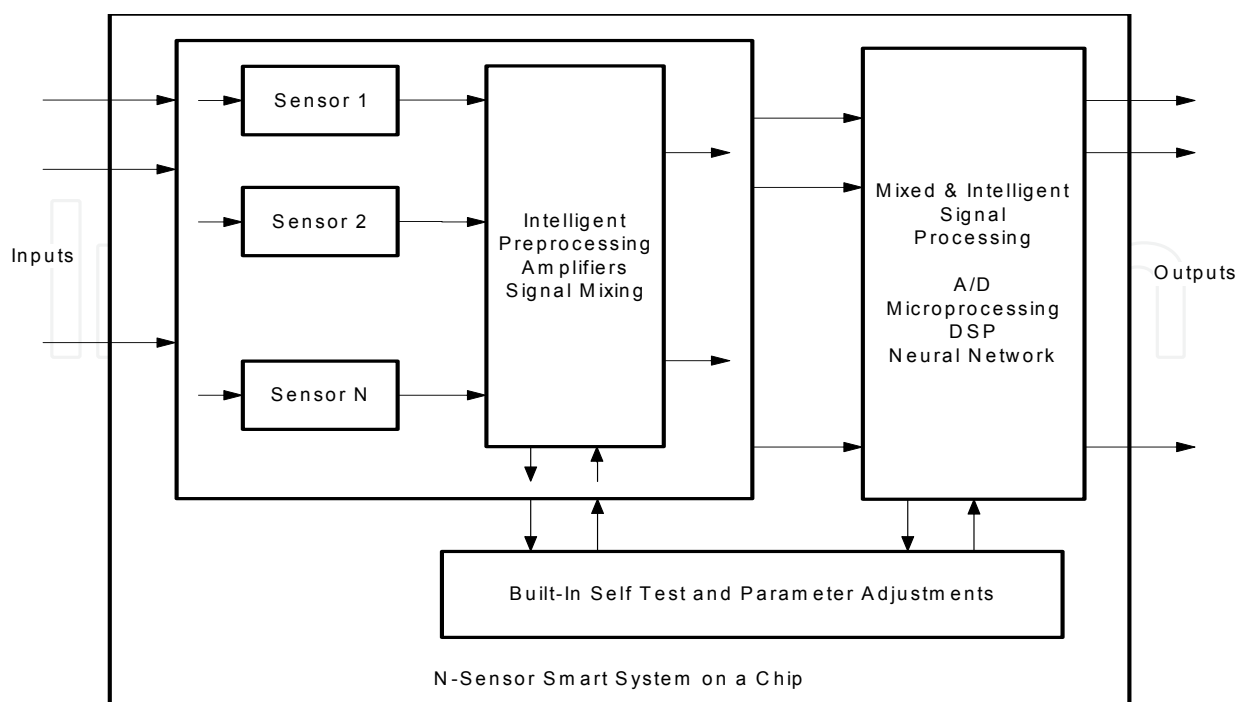 Inputs
Sensor 1
Sensor 2
Sensor N
Intelligent
Preprocessing
Amplifiers
Signal Mixing
Mixed & Intelligent
Signal
Processing
A/D
Microprocessing
DSP
Neural Network
Outputs
Built-In Self Test and Parameter Adjustments
N-Sensor Smart System on a Chip